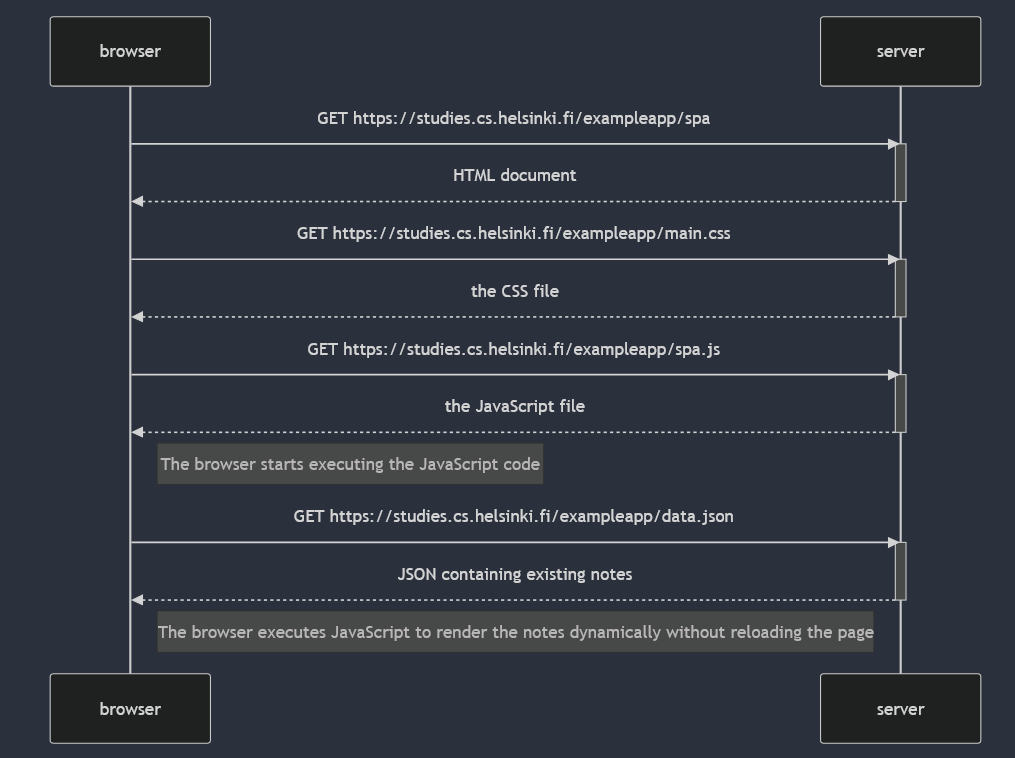 browser
server
GET https://studies.cs.helsinki.fi/exampleapp/spa
HTML document
GET https://studies.cs.helsinki.fi/exampleapp/main.css
the CSS file
GET https://studies.cs.helsinki.fi/exampleapp/spa.js
the JavaScript file
The browser starts executing the JavaScript code
GET https://studies.cs.helsinki.fi/exampleapp/data.json
JSON containing existing notes
The browser executes JavaScript to render the notes dynamically without reloading the page
browser
server